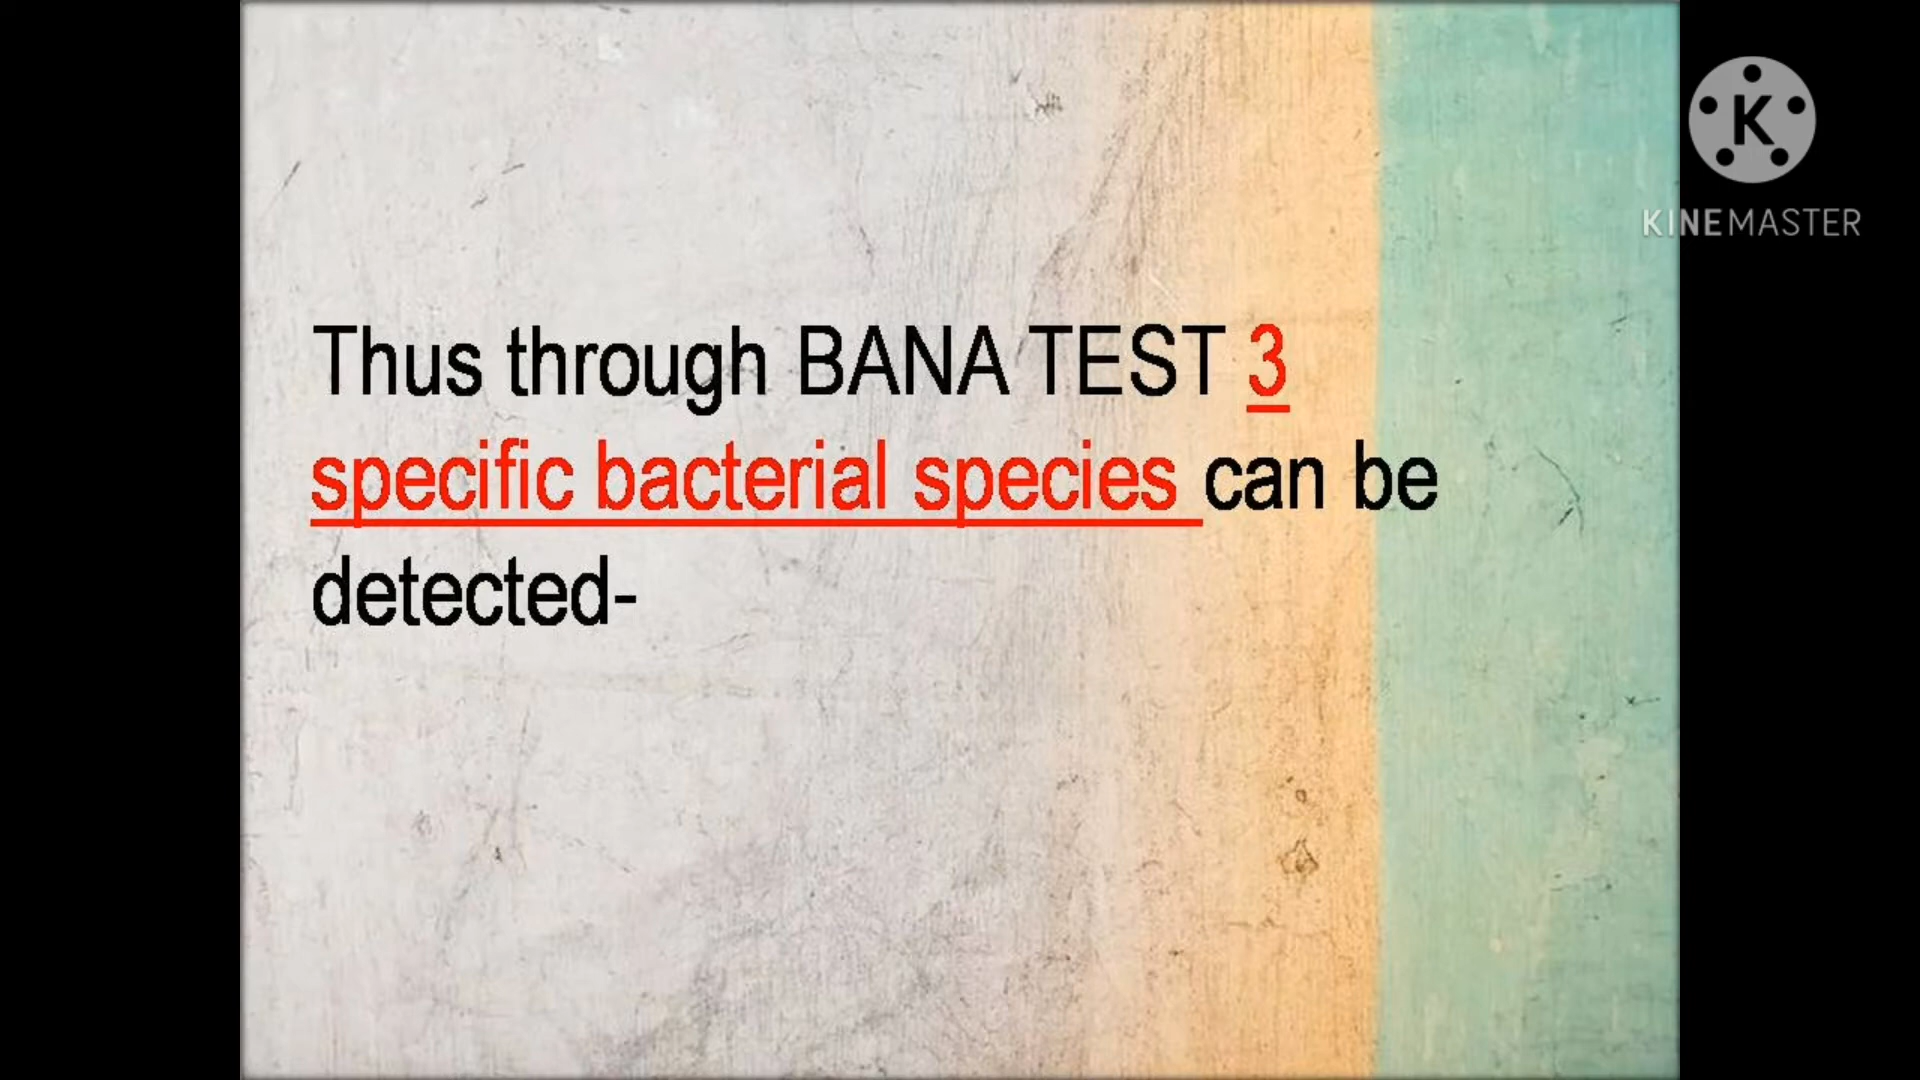 Thus through BANA TEST 3
specific bacterial species can be
detected-
K
KINEMASTER